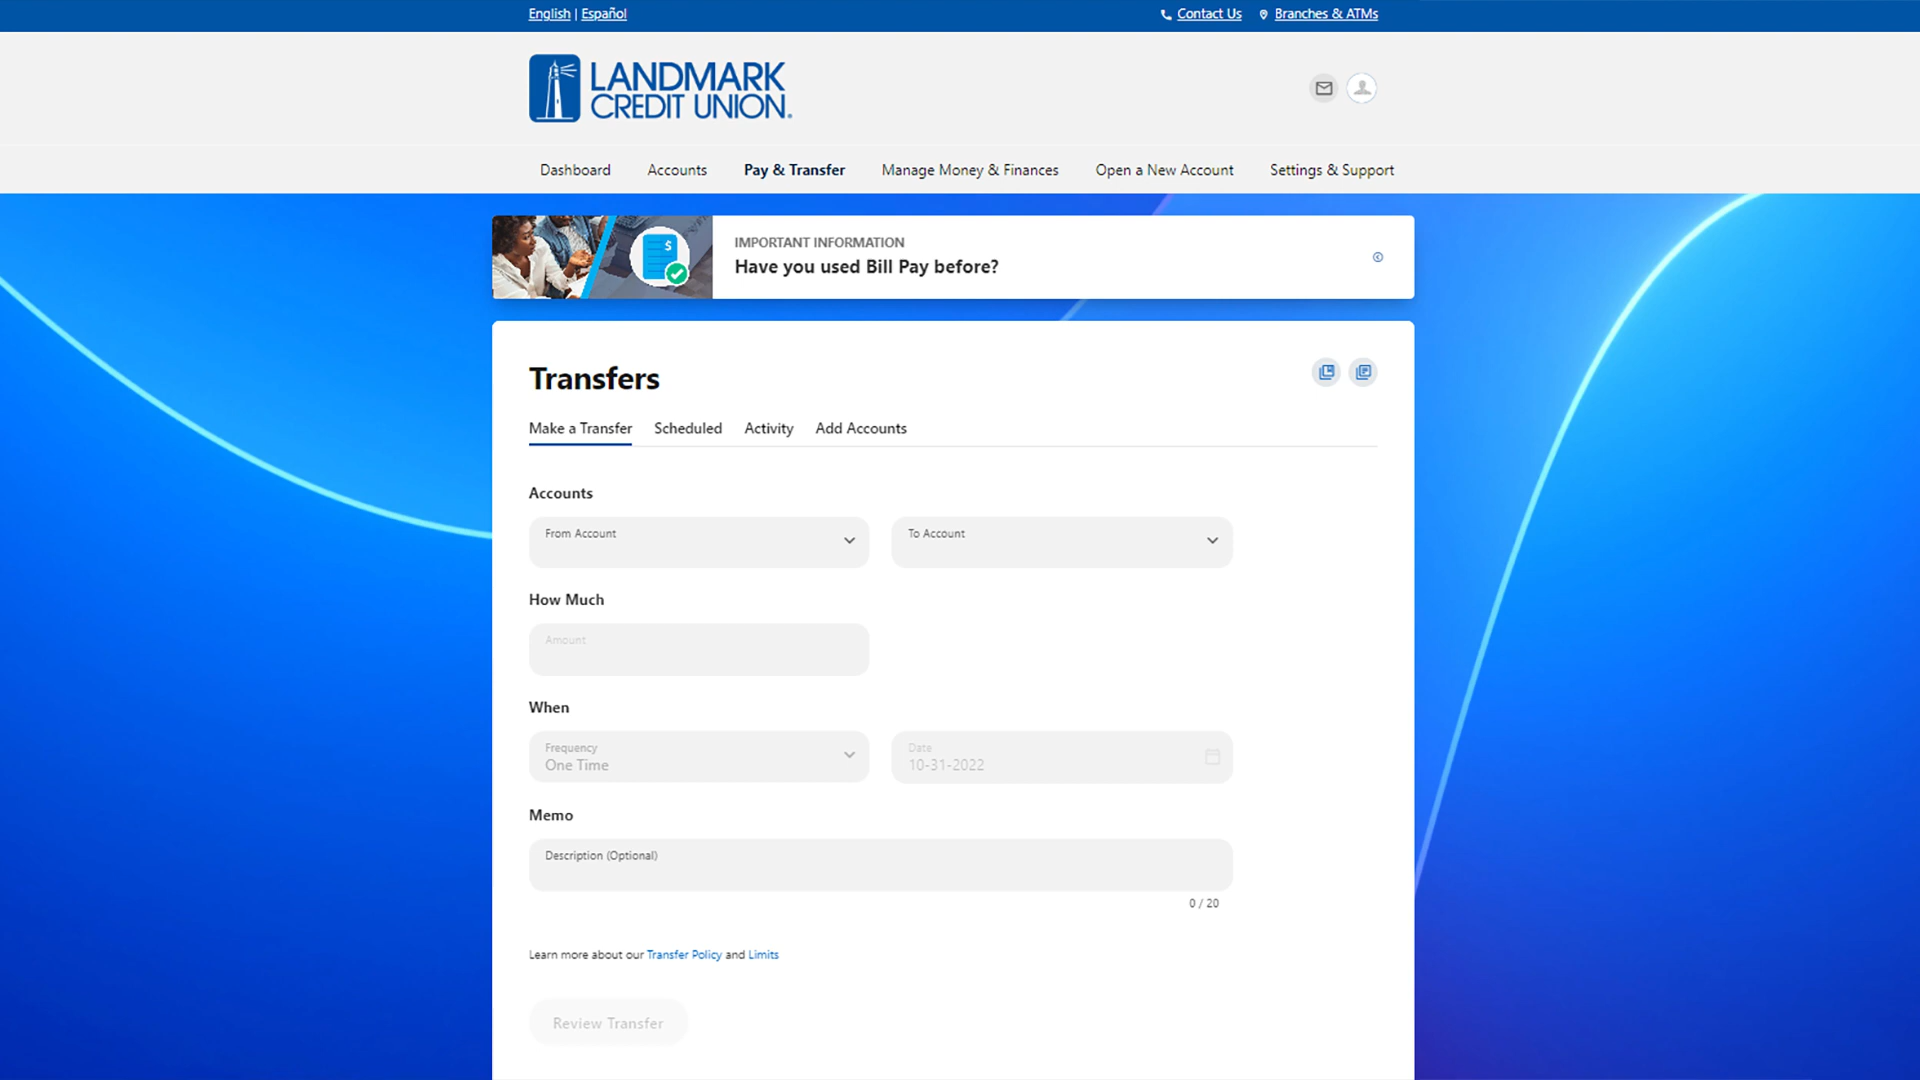 English | Español
Contact Us
Branches & ATMs
LANDMARK
CREDIT UNION.
Dashboard
Accounts
Pay & Transfer
Manage Money & Finances
Open a New Account
Settings & Support
$
IMPORTANT INFORMATION
Have you used Bill Pay before?
Transfers
Make a Transfer
Scheduled
Activity
Add Accounts
Accounts
From Account
To Account
How Much
Amount
When
Frequency
One Time
Date
10-31-2022
Memo
Description (Optional)
0 / 20
Learn more about our Transfer Policy and Limits
Review Transfer